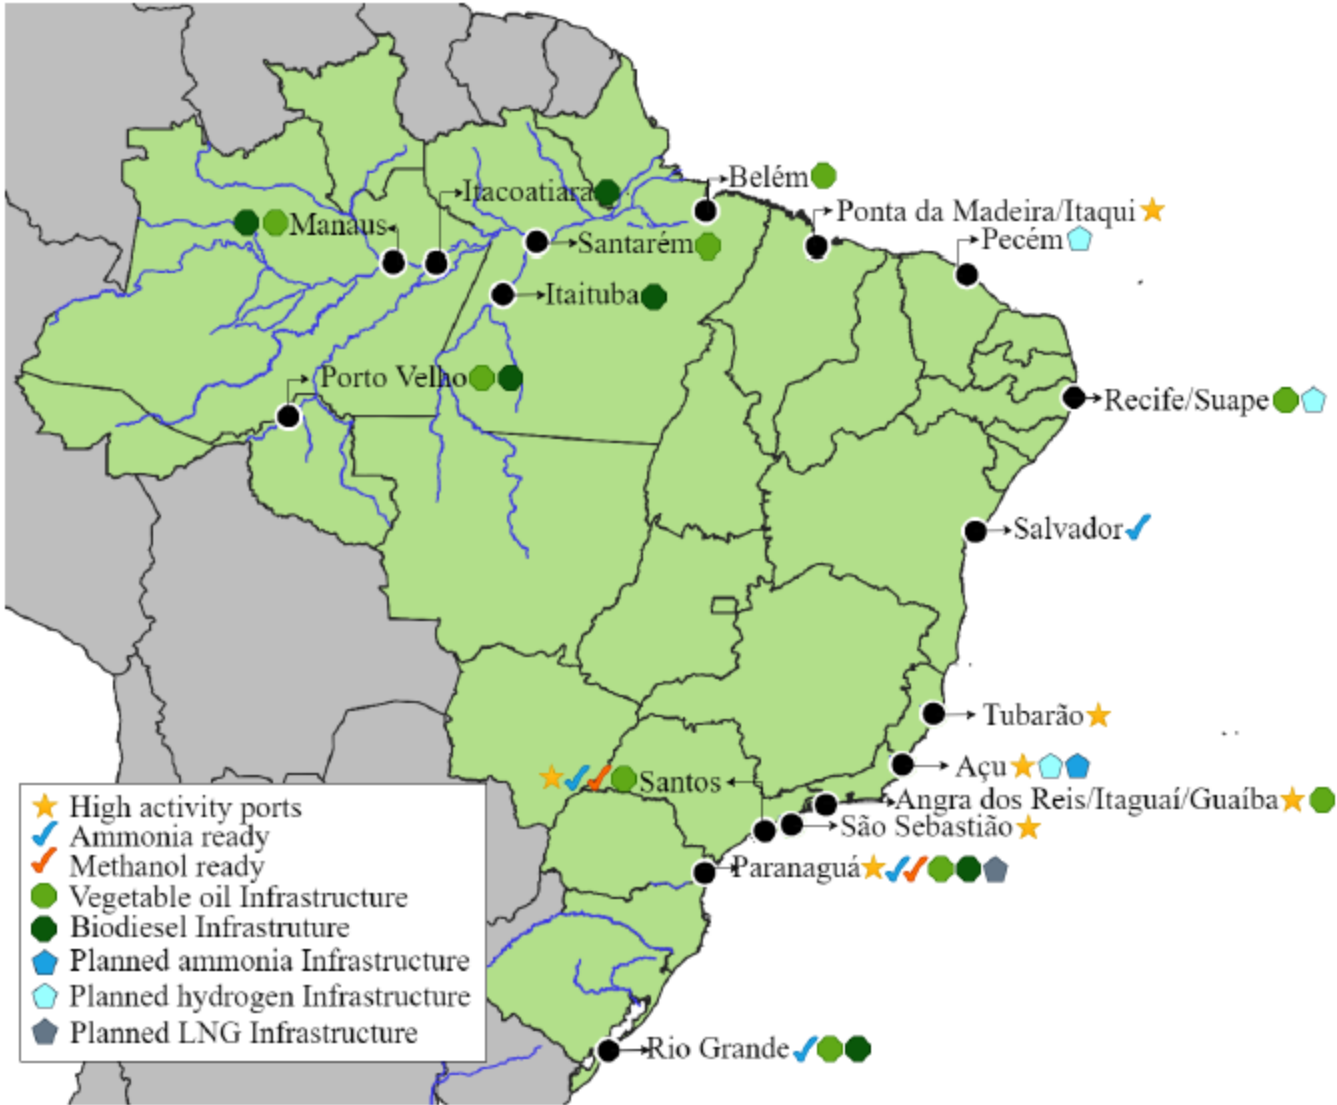 Belém
Itacoatiara
Ponta da Madeira/Itaqui
Manaus
Pecém
Santarém
Itaituba
Porto Velho
Recife/Suape
Salvador
Tubarão
Açu
Santos
Angra dos Reis/Itaguaí/Guaíba
São Sebastião
Paranaguá
Rio Grande
High activity ports
Ammonia ready
Methanol ready
Vegetable oil Infrastructure
Biodiesel Infrastruture
Planned ammonia Infrastructure
Planned hydrogen Infrastructure
Planned LNG Infrastructure